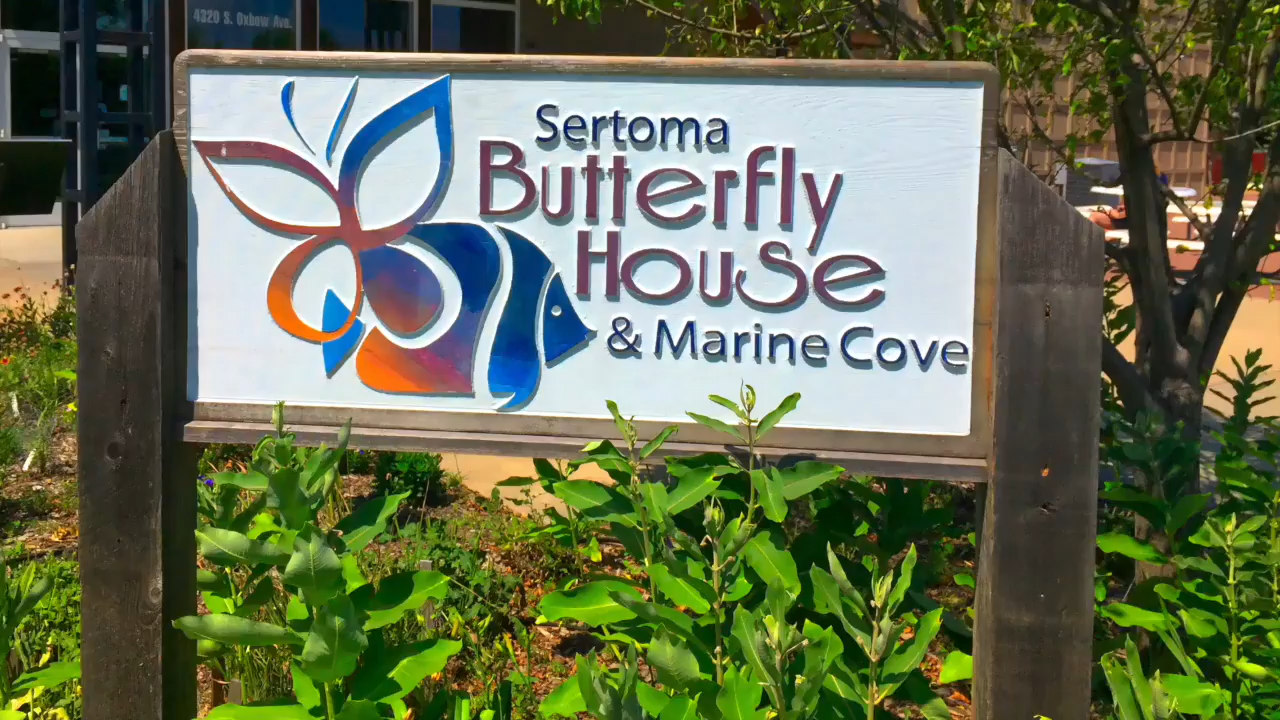 4320 S. Oxbow Ave.
Sertoma
Butterfly
House
& Marine Cove